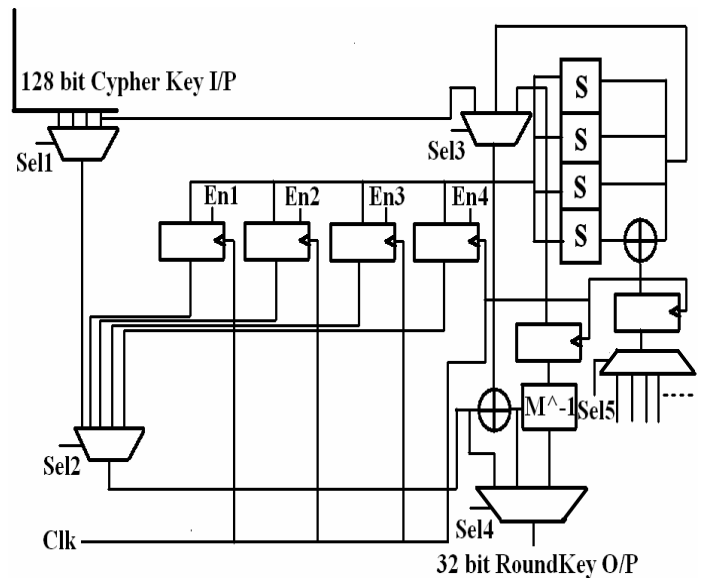 128 bit Cypher Key I/P
Sel1
Sel3
S
S
S
S
En1
En2
En3
En4
M^-1
Sel5
Sel2
Sel4
Clk
32 bit RoundKey O/P